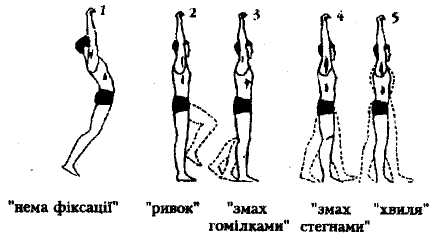 1 2 3 4 5
"нема фіксації" "ривок" "змах гомілками" "змах стегнами" "хвиля"